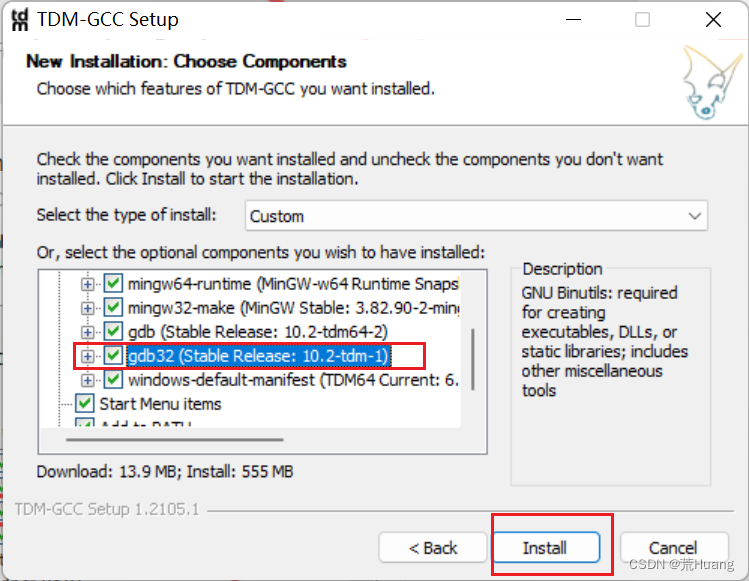 tdm
TDM-GCC Setup
New Installation: Choose Components
Choose which features of TDM-GCC you want installed.
Check the components you want installed and uncheck the components you don't want
installed. Click Install to start the installation.
Select the type of install:
Custom
Or, select the optional components you wish to have installed:
mingw64-runtime (MinGW-w64 Runtime Snaps
mingw32-make (MinGW Stable: 3.82.90-2-min
gdb (Stable Release: 10.2-tdm64-2)
gdb32 (Stable Release: 10.2-tdm-1)
windows-default-manifest (TDM64 Current: 6.
Start Menu items
Add to PATH
Description
GNU Binutils: required
for creating
executables, DLLs, or
static libraries; includes
other miscellaneous
tools
Download: 13.9 MB; Install: 555 MB
TDM-GCC Setup 1.2105.1
< Back
Install
Cancel
CSDN @荒Huang